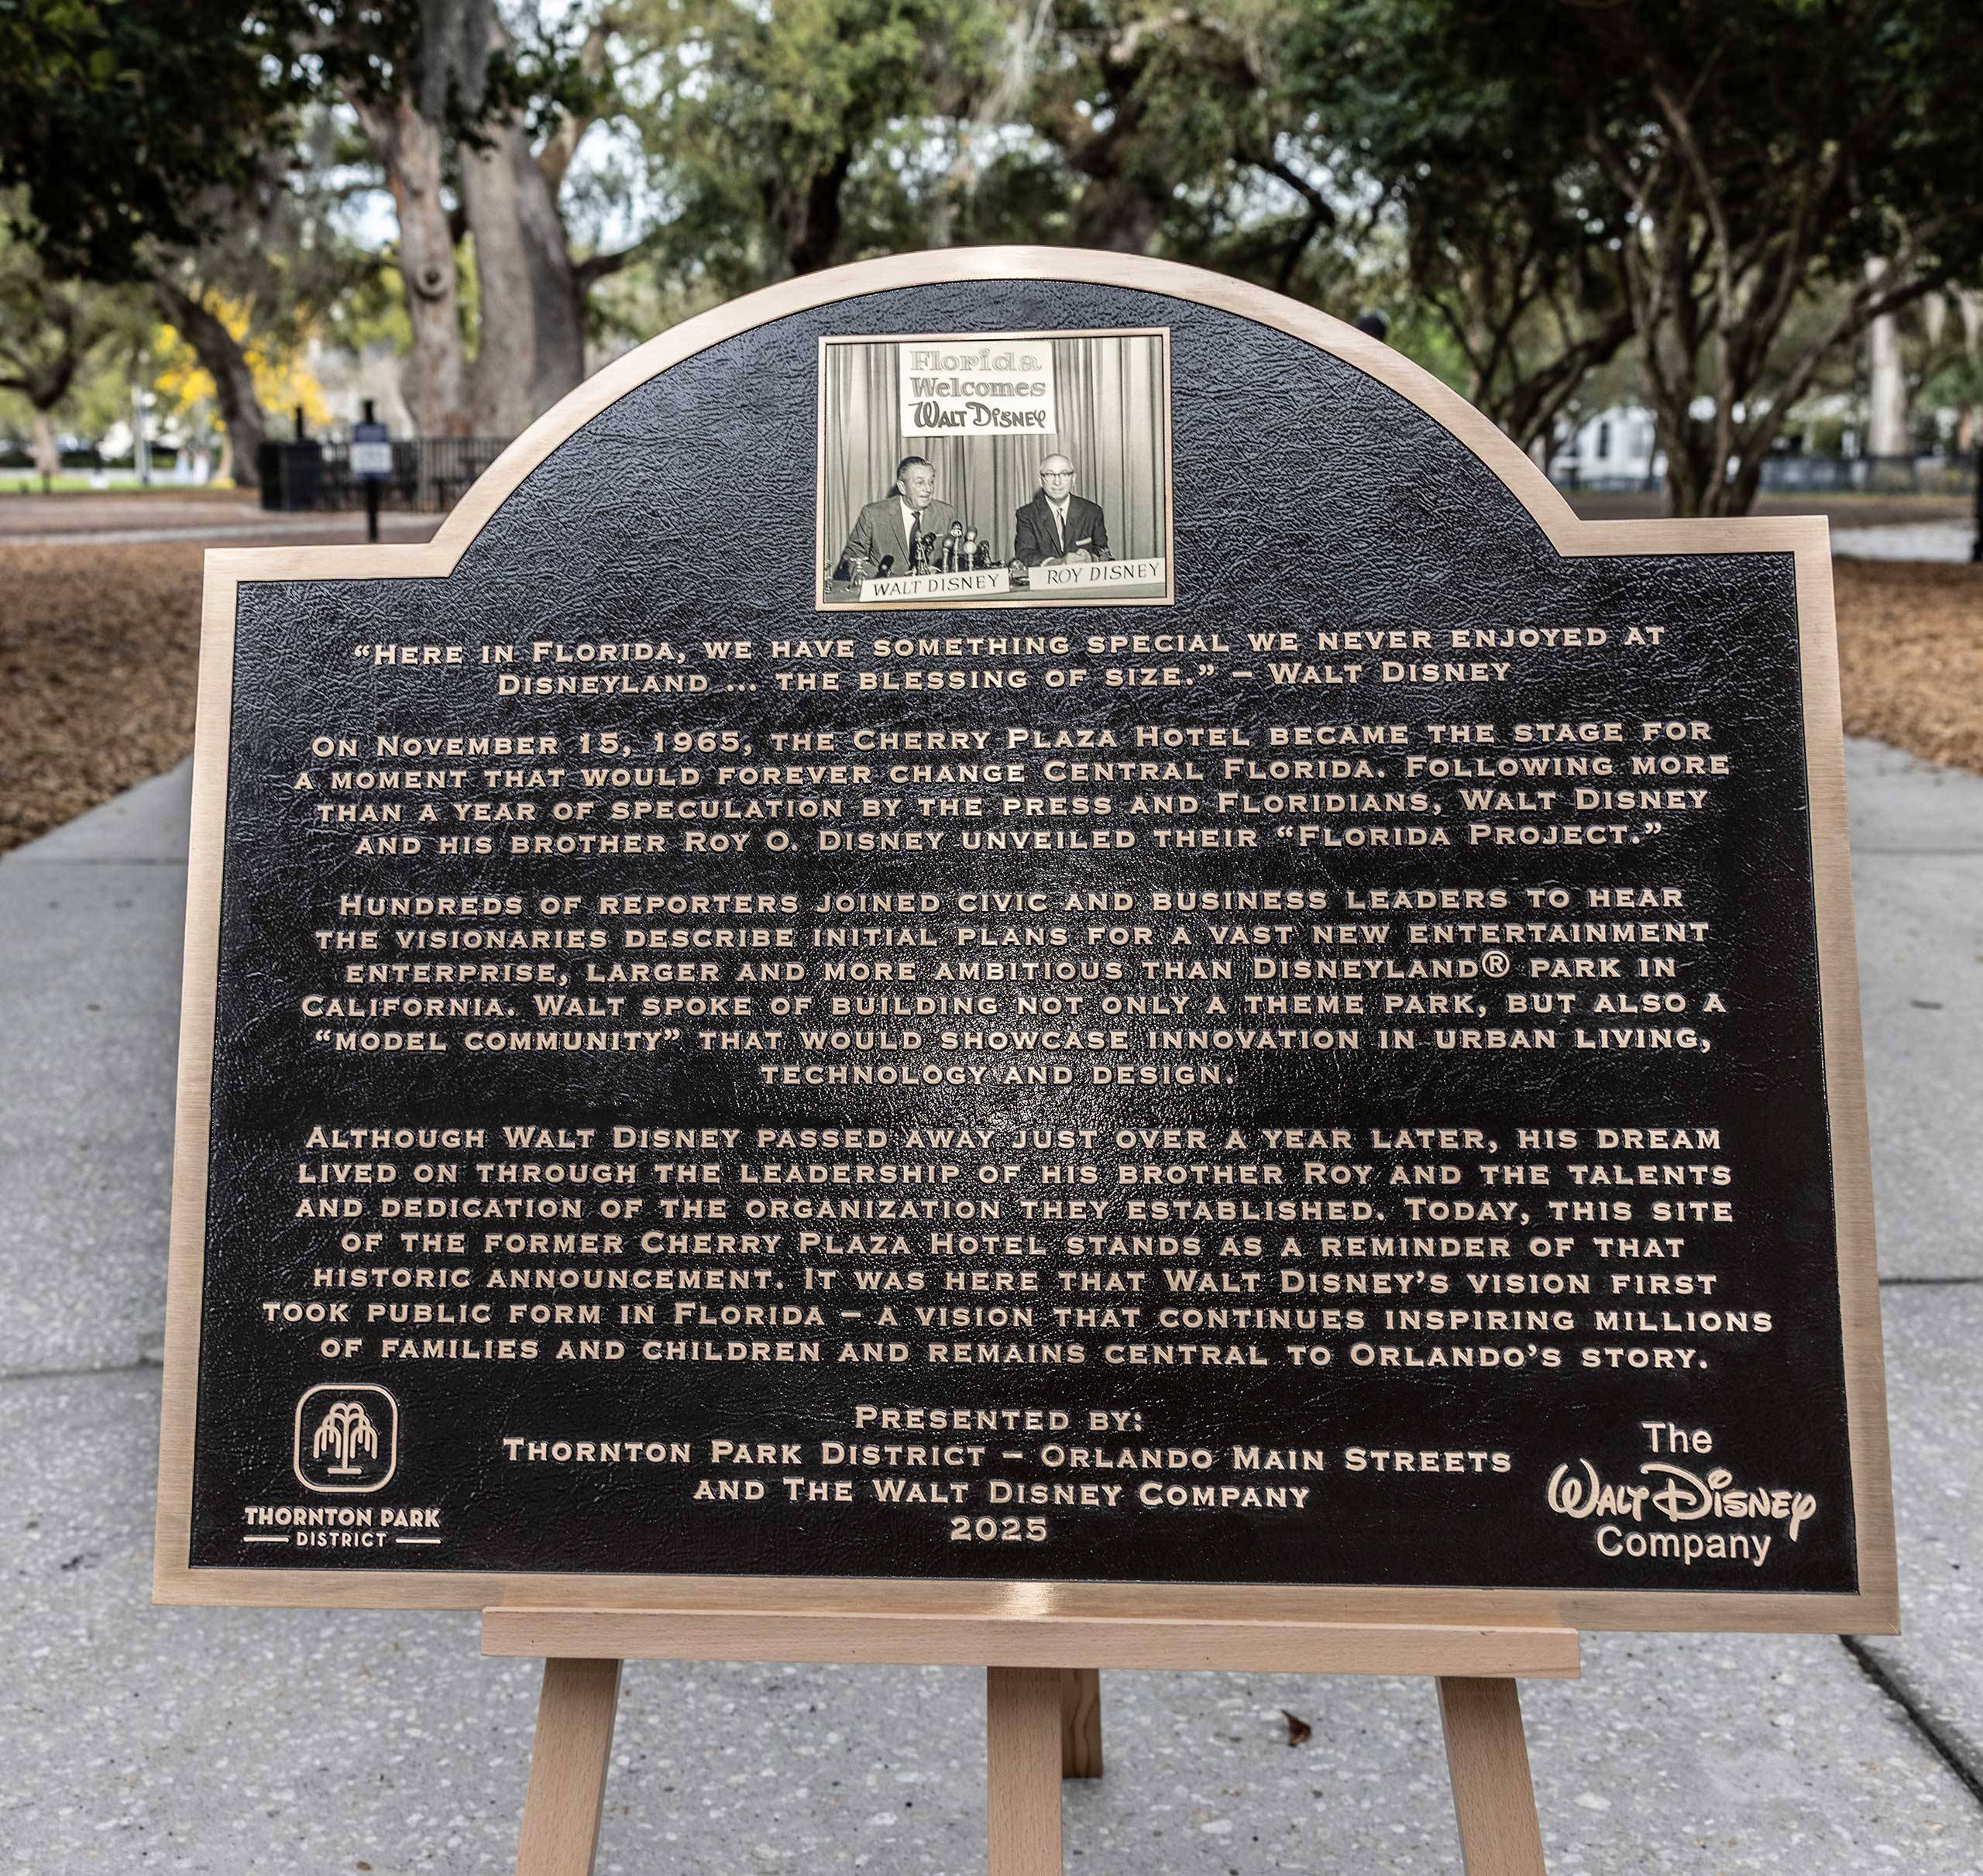 Florida
Welcomes
WALT DISNEY
WALT DISNEY
ROY DISNEY
“HERE IN FLORIDA, WE HAVE SOMETHING SPECIAL WE NEVER ENJOYED AT
DISNEYLAND ... THE BLESSING OF SIZE.” – WALT DISNEY
ON NOVEMBER 15, 1965, THE CHERRY PLAZA HOTEL BECAME THE STAGE FOR
A MOMENT THAT WOULD FOREVER CHANGE CENTRAL FLORIDA. FOLLOWING MORE
THAN A YEAR OF SPECULATION BY THE PRESS AND FLORIDIANS, WALT DISNEY
AND HIS BROTHER ROY O. DISNEY UNVEILED THEIR “FLORIDA PROJECT.”
HUNDREDS OF REPORTERS JOINED CIVIC AND BUSINESS LEADERS TO HEAR
THE VISIONARIES DESCRIBE INITIAL PLANS FOR A VAST NEW ENTERTAINMENT
ENTERPRISE, LARGER AND MORE AMBITIOUS THAN DISNEYLAND® PARK IN
CALIFORNIA. WALT SPOKE OF BUILDING NOT ONLY A THEME PARK, BUT ALSO A
“MODEL COMMUNITY” THAT WOULD SHOWCASE INNOVATION IN URBAN LIVING,
TECHNOLOGY AND DESIGN.
ALTHOUGH WALT DISNEY PASSED AWAY JUST OVER A YEAR LATER, HIS DREAM
LIVED ON THROUGH THE LEADERSHIP OF HIS BROTHER ROY AND THE TALENTS
AND DEDICATION OF THE ORGANIZATION THEY ESTABLISHED. TODAY, THIS SITE
OF THE FORMER CHERRY PLAZA HOTEL STANDS AS A REMINDER OF THAT
HISTORIC ANNOUNCEMENT. IT WAS HERE THAT WALT DISNEY’S VISION FIRST
TOOK PUBLIC FORM IN FLORIDA – A VISION THAT CONTINUES INSPIRING MILLIONS
OF FAMILIES AND CHILDREN AND REMAINS CENTRAL TO ORLANDO’S STORY.
PRESENTED BY:
THORNTON PARK DISTRICT – ORLANDO MAIN STREETS
AND THE WALT DISNEY COMPANY
2025
THORNTON PARK
DISTRICT
The
WALT DISNEY
Company